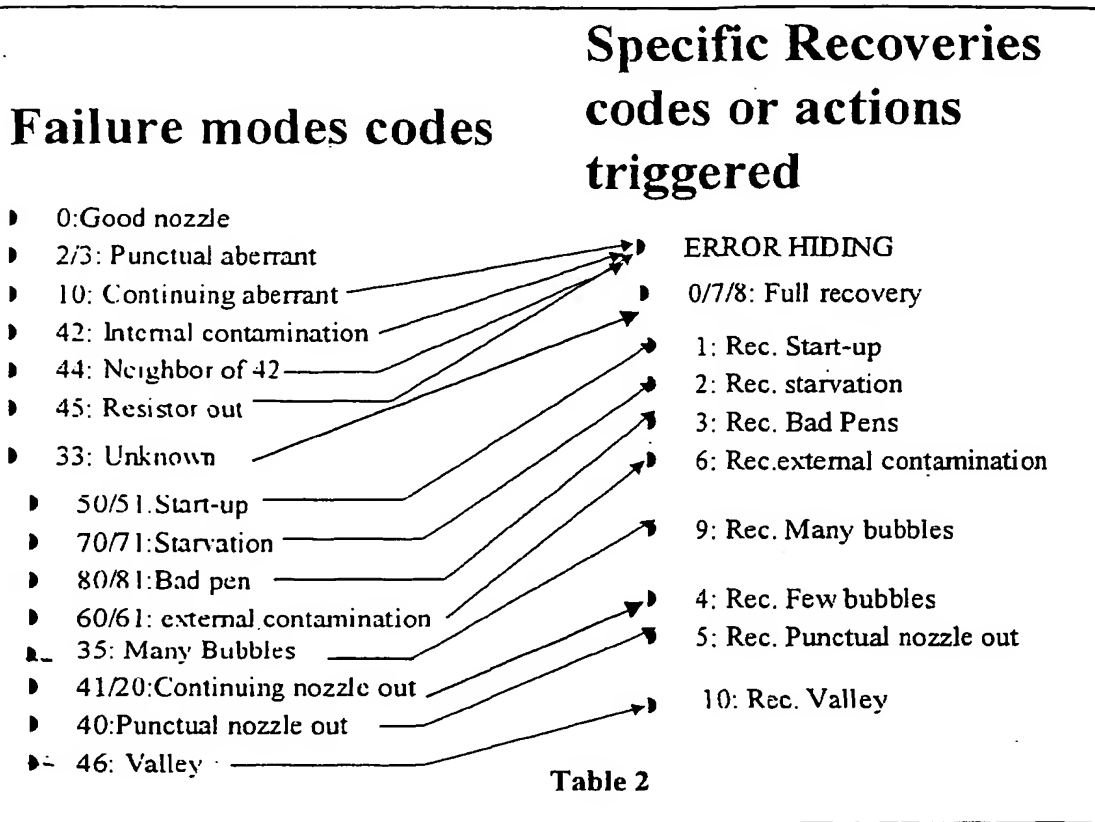 Failure modes codes
0:Good nozzle
2/3: Punctual aberrant
10: Continuing aberrant
42: Internal contamination
44: Neighbor of 42
45: Resistor out
33: Unknown
50/51.Start-up
70/71:Starvation
80/81:Bad pen
60/61: external contamination
35: Many Bubbles
41/20:Continuing nozzle out
40:Punctual nozzle out
46: Valley
Specific Recoveries
codes or actions
triggered
ERROR HIDING
0/7/8: Full recovery
1: Rec. Start-up
2: Rec. starvation
3: Rec. Bad Pens
6: Rec.external contamination
9: Rec. Many bubbles
4: Rec. Few bubbles
5: Rec. Punctual nozzle out
10: Rec. Valley
Table 2